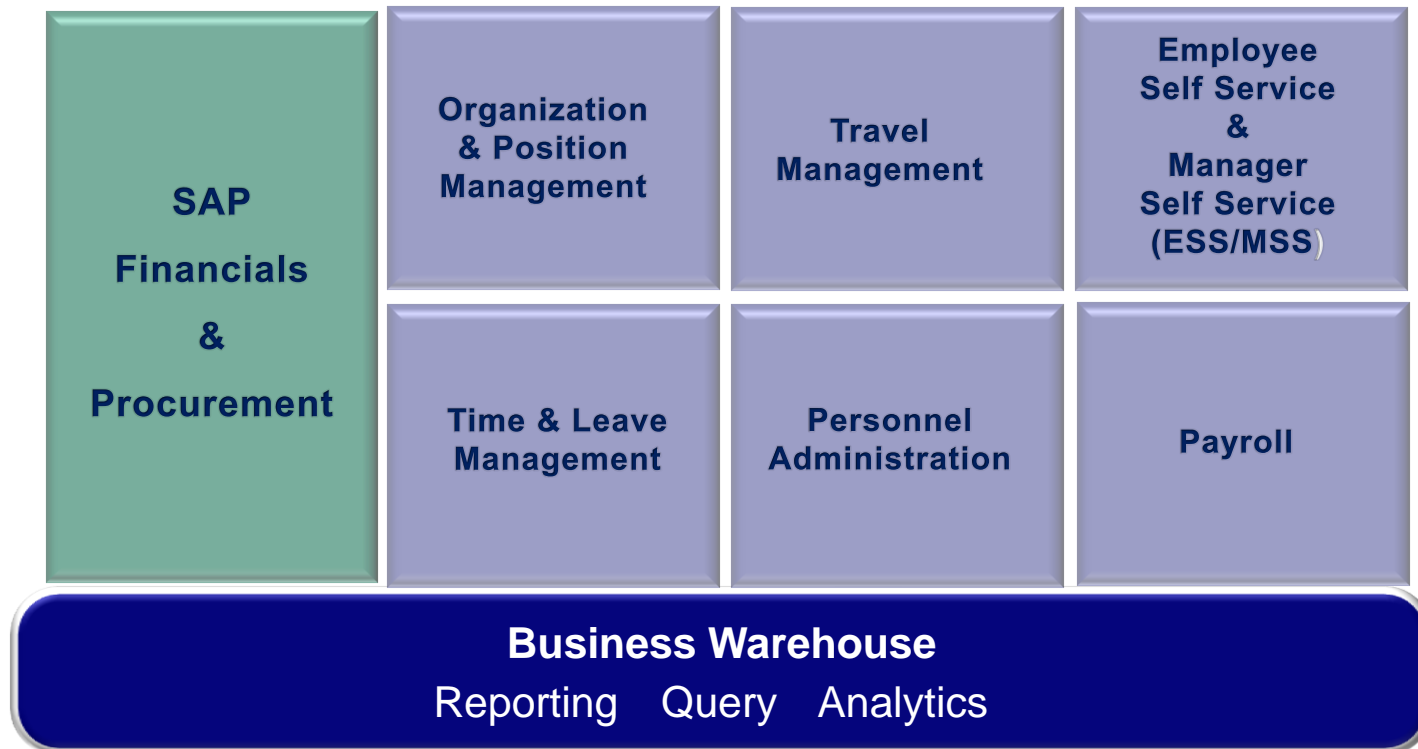 SAP
Financials
&
Procurement
Organization
& Position
Management
Travel
Management
Employee
Self Service
&
Manager
Self Service
(ESS/MSS)
Time & Leave
Management
Personnel
Administration
Payroll
Business Warehouse
Reporting Query Analytics